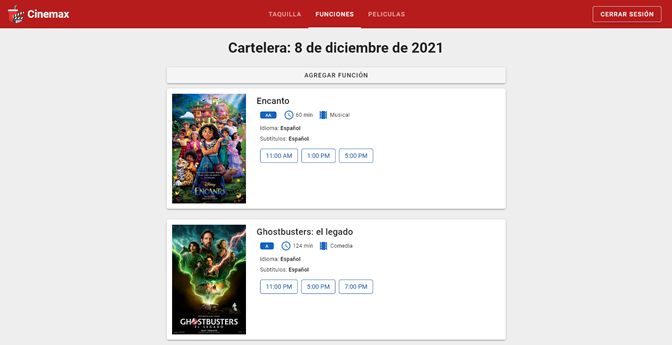 Cinemax
TAQUILLA FUNCIONES PELICULAS
CERRAR SESIÓN
Cartelera: 8 de diciembre de 2021
AGREGAR FUNCIÓN
Encanto
AA 60 min Musical
Idioma: Español
Subtítulos: Español
11:00 AM 1:00 PM 5:00 PM
DISNEY
ENCANTO
Ghostbusters: el legado
A 124 min Comedia
Idioma: Español
Subtítulos: Español
11:00 PM 5:00 PM 7:00 PM
GHOSTBUSTERS
EL LEGADO